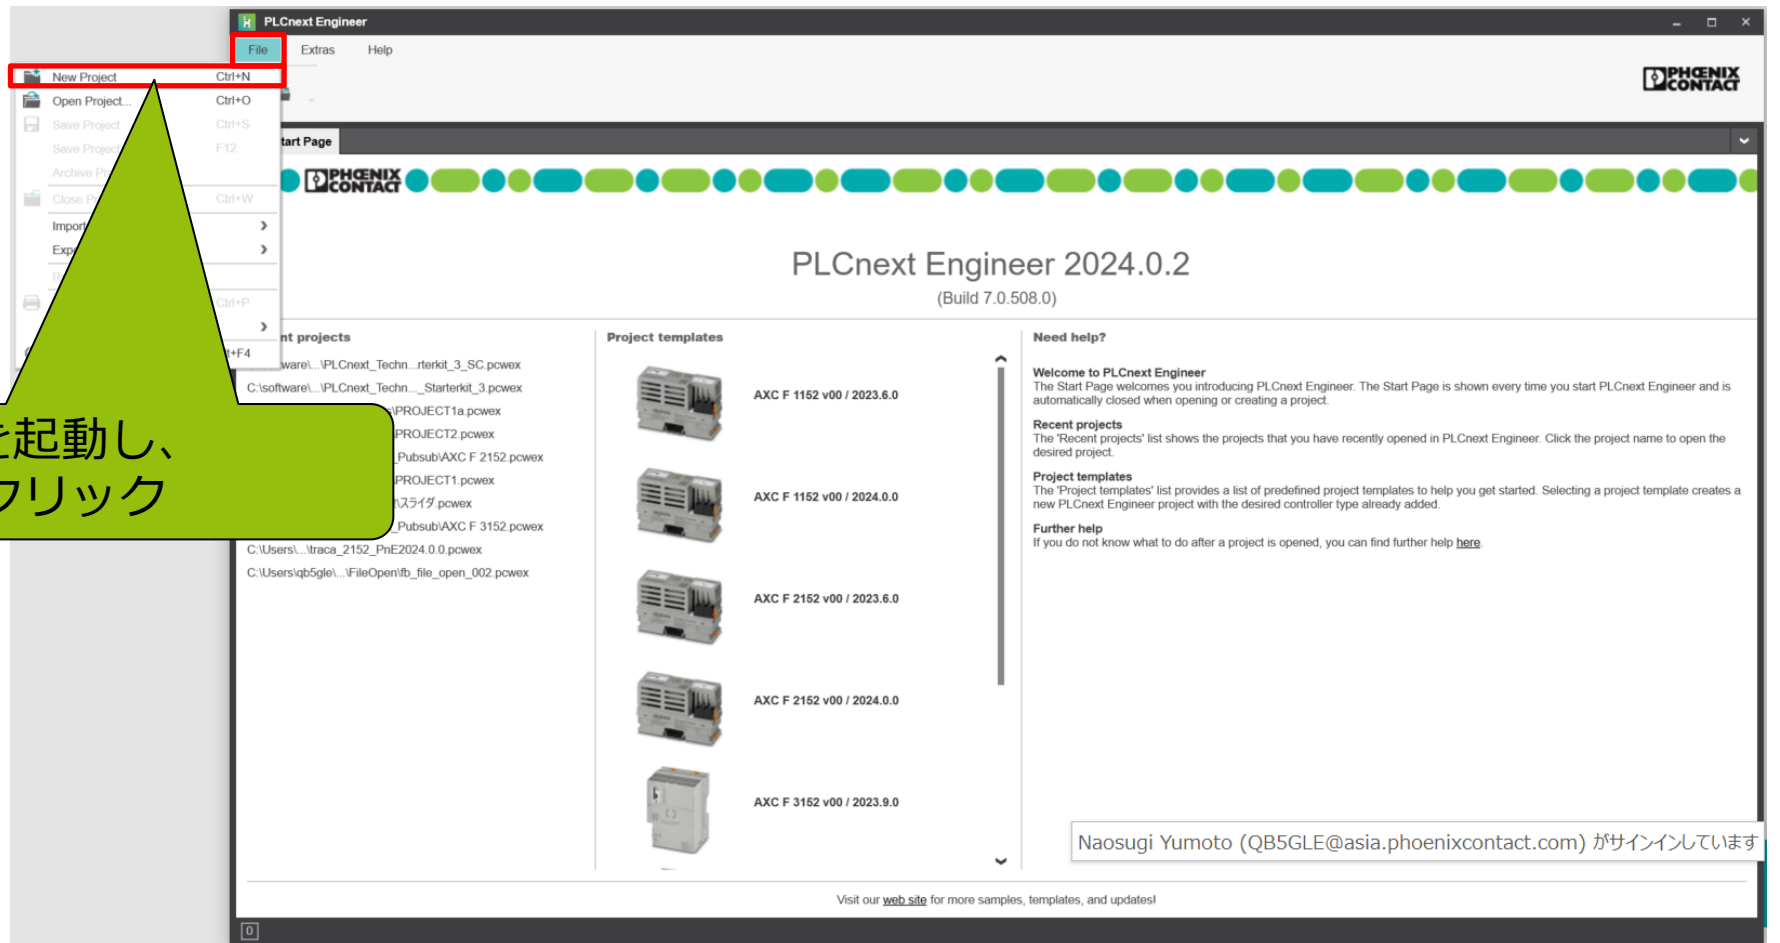 PLCnext Engineer
File Extras Help
New Project Ctrl+N
PHŒNIX
CONTACT
Open Project... Ctrl+O
Save Project Ctrl+S
Save Project F12
Archive
Close Ctrl+W
Import
Ctrl+P
Page
PHŒNIX
CONTACT
PLCnext Engineer 2024.0.2
(Build 7.0.508.0)
projects
\PLCnext_Techn...rterkit_3_SC.pcwex
C:\software\...\PLCnext_Techn..._Starterkit_3.pcwex
\PROJECT1a.pcwex
\PROJECT2.pcwex
_Pubsub\AXC F 2152.pcwex
\PROJECT1.pcwex
\スライダ.pcwex
_Pubsub\AXC F 3152.pcwex
C:\Users\...\traca_2152_PnE2024.0.0.pcwex
C:\Users\qb5gle\...\FileOpen\fb_file_open_002.pcwex
を起動し、
クリック
Project templates
AXC F 1152 v00 / 2023.6.0
AXC F 1152 v00 / 2024.0.0
AXC F 2152 v00 / 2023.6.0
AXC F 2152 v00 / 2024.0.0
AXC F 3152 v00 / 2023.9.0
Need help?
Welcome to PLCnext Engineer
The Start Page welcomes you introducing PLCnext Engineer. The Start Page is shown every time you start PLCnext Engineer and is
automatically closed when opening or creating a project.
Recent projects
The 'Recent projects' list shows the projects that you have recently opened in PLCnext Engineer. Click the project name to open the
desired project.
Project templates
The 'Project templates' list provides a list of predefined project templates to help you get started. Selecting a project template creates a
new PLCnext Engineer project with the desired controller type already added.
Further help
If you do not know what to do after a project is opened, you can find further help here.
Naosugi Yumoto (QB5GLE@asia.phoenixcontact.com) がサインインしています
Visit our web site for more samples, templates, and updates!
0